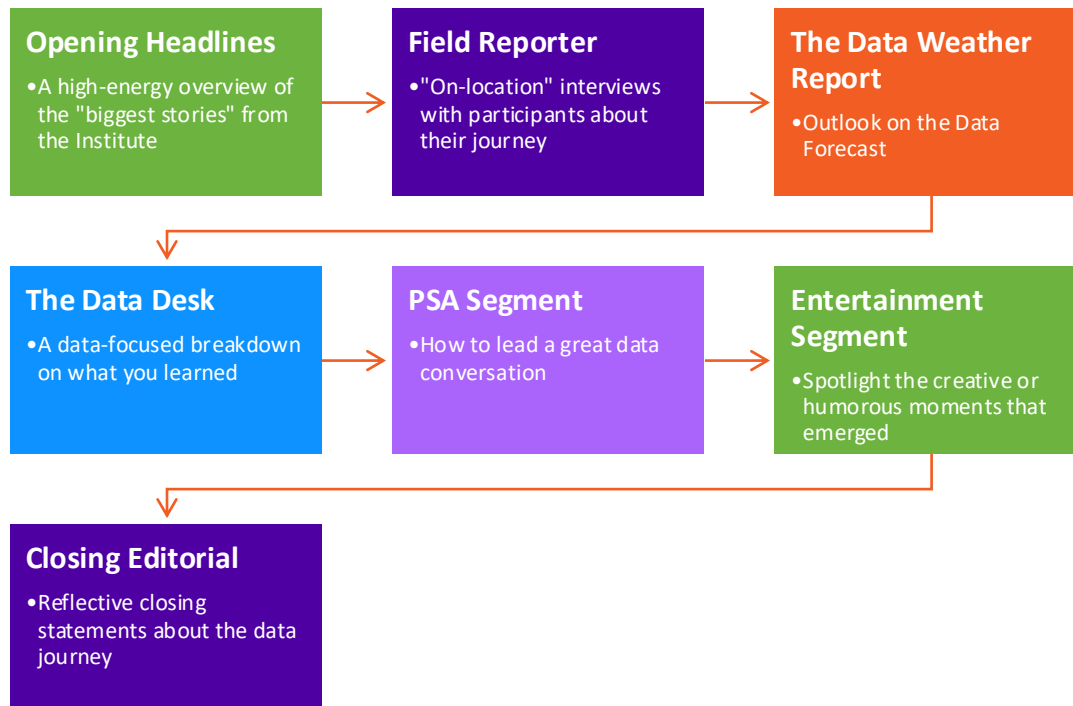 Opening Headlines
•A high-energy overview of
the "biggest stories" from
the Institute
Field Reporter
•"On-location" interviews
with participants about
their journey
The Data Weather
Report
•Outlook on the Data
Forecast
The Data Desk
•A data-focused breakdown
on what you learned
PSA Segment
•How to lead a great data
conversation
Entertainment
Segment
•Spotlight the creative or
humorous moments that
emerged
Closing Editorial
•Reflective closing
statements about the data
journey